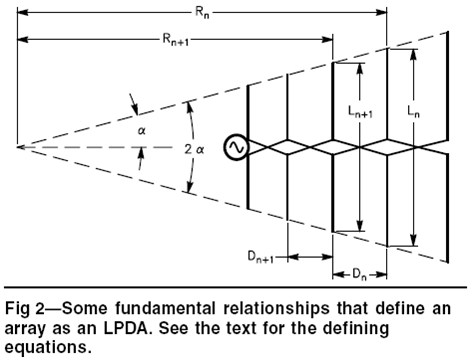 Rn
Rn+1
α
2 α
Ln+1
Ln
Dn+1
Dn
Fig 2—Some fundamental relationships that define an
array as an LPDA. See the text for the defining
equations.